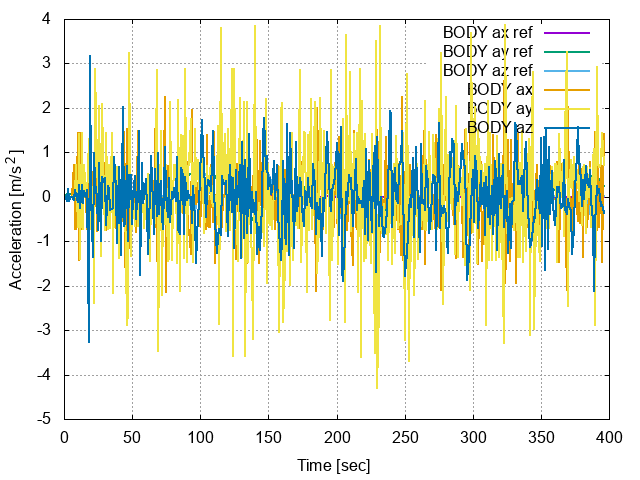 4
3
2
1
0
-1
-2
-3
-4
-5
0 50 100 150 200 250 300 350 400
Acceleration [m/s^2]
Time [sec]
BODY ax ref
BODY ay ref
BODY az ref
BODY ax
BODY ay
BODY az